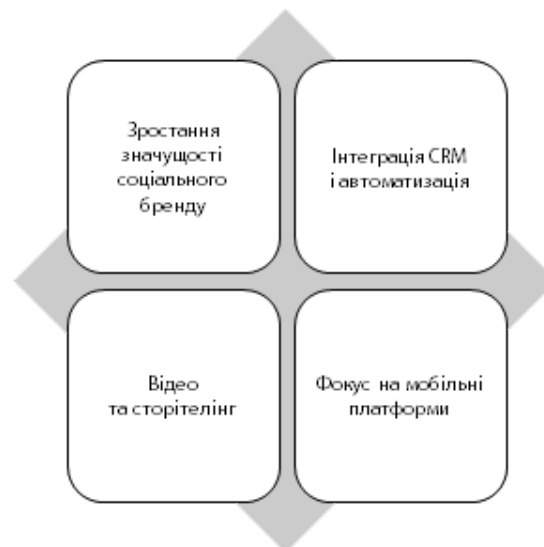 Зростання
значущості
соціального
бренду
Інтеграція CRM
і автоматизація
Відео
та сторітелінг
Фокус на мобільні
платформи